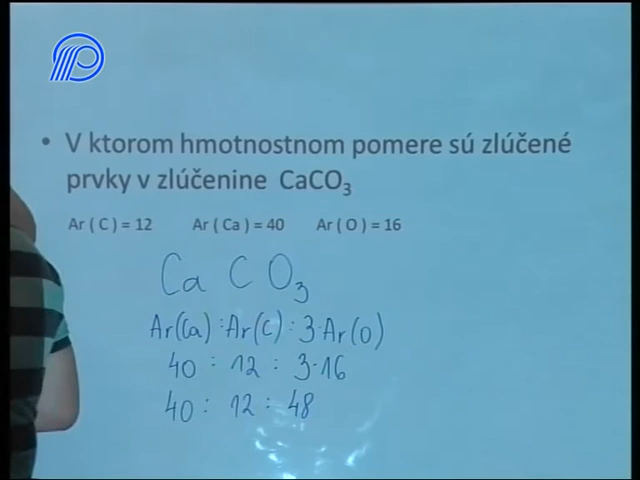 • V ktorom hmotnostnom pomere sú zlúčené
prvky v zlúčenine CaCO₃
Ar ( C ) = 12 Ar ( Ca ) = 40 Ar ( O ) = 16
Ca C O₃
Ar(Ca) : Ar(C) : 3·Ar(O)
40 : 12 : 3·16
40 : 12 : 48